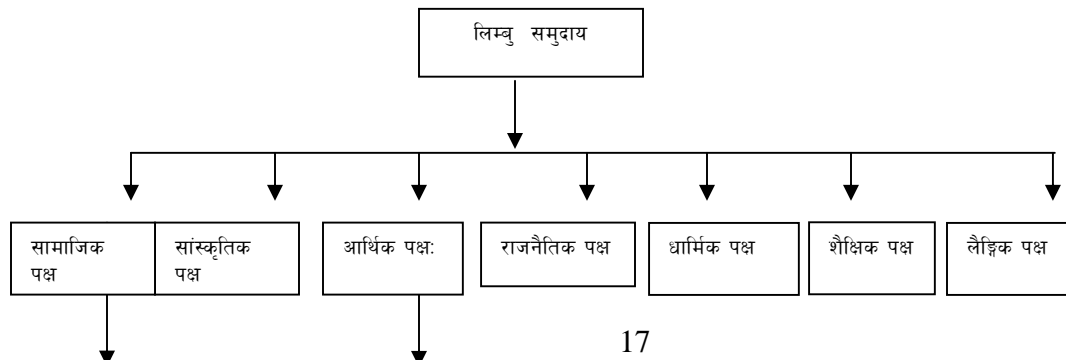 लिम्बु समुदाय
सामाजिक
पक्ष
सांस्कृतिक
पक्ष
आर्थिक पक्ष:
राजनैतिक पक्ष
धार्मिक पक्ष
शैक्षिक पक्ष
लैङ्गिक पक्ष
17